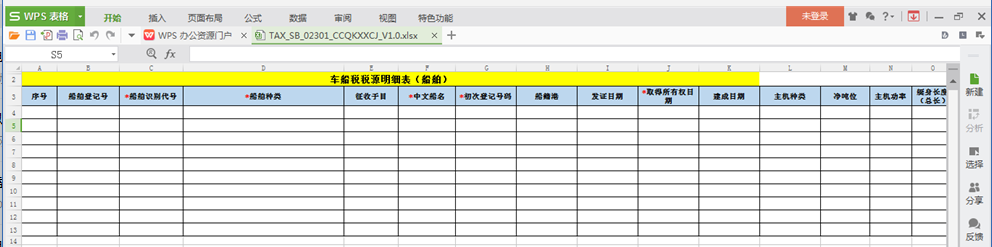 S WPS 表格 开始 插入 页面布局 公式 数据 审阅 视图 特色功能 未登录 ?
WPS 办公资源门户 × TAX_SB_02301_CCQKXXCJ_V1.0.xlsx × +
S5 fx
A B C D E F G H I J K L M N O
2 车船税税源明细表（船舶）
3 序号 船舶登记号 *船舶识别代号 *船舶种类 征收子目 *中文船名 *初次登记号码 船籍港 发证日期 *取得所有权日期 建成日期 主机种类 净吨位 主机功率 艇身长度（总长）
4
5
6
7
8
9
10
11
12
13
14
新建
分析
选择
分享
反馈